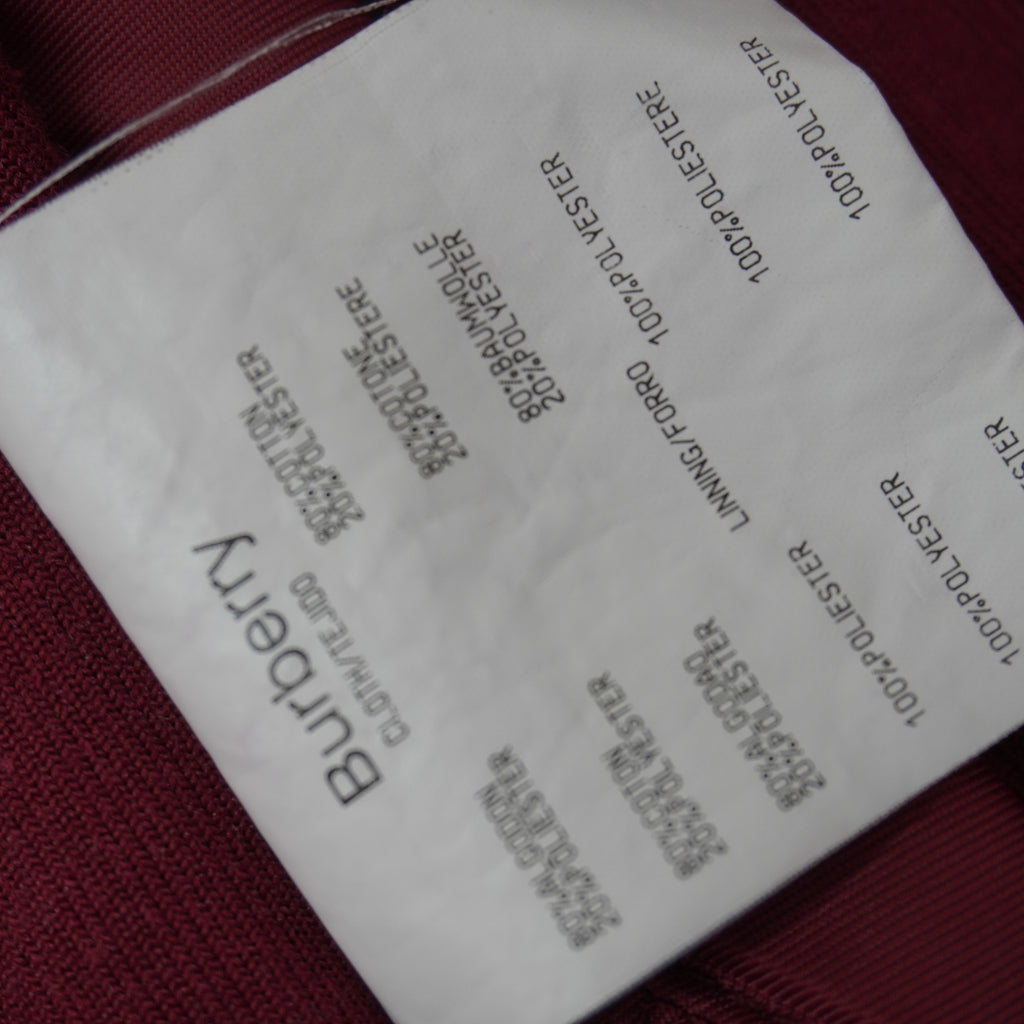 Burberry
CLOTH/TEJIDO
80%ALGODON
20%POLIESTER
80%COTTON
20%POLYESTER
80%COTTON
20%POLYESTER
80%COTONE
20%POLIESTERE
80%ALGODAO
20%POLIESTER
80%BAUMWOLLE
20%POLYESTER
LINNING/FORRO
100%POLIESTER
100%POLYESTER
100%POLYESTER
100%POLIESTERE
STER
100%POLYESTER